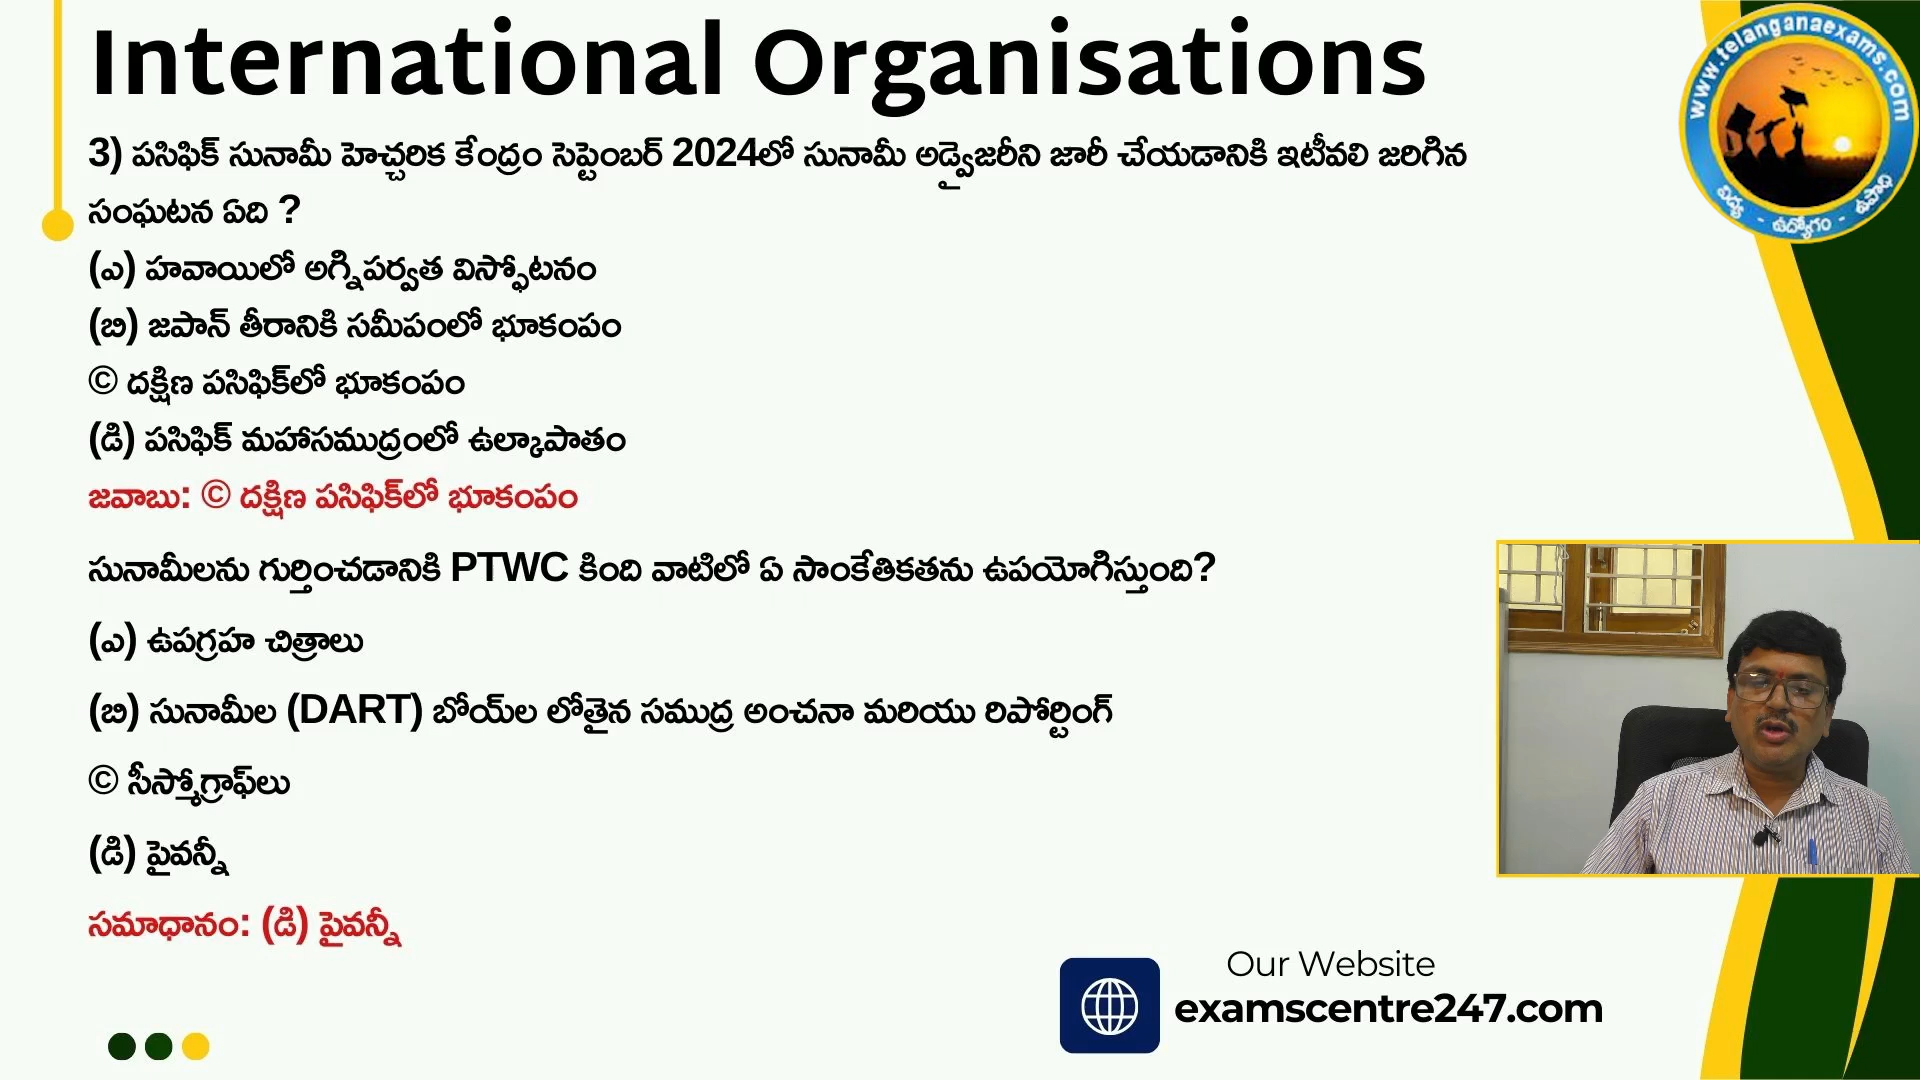 International Organisations
www.telanganaexams.com
విద్య - ఉద్యోగం - ఉపాధి
3) పసిఫిక్ సునామీ హెచ్చరిక కేంద్రం సెప్టెంబర్ 2024లో సునామీ అడ్వైజరీని జారీ చేయడానికి ఇటీవలి జరిగిన
సంఘటన ఏది ?
(ఎ) హవాయిలో అగ్నిపర్వత విస్ఫోటనం
(బి) జపాన్ తీరానికి సమీపంలో భూకంపం
© దక్షిణ పసిఫిక్‌లో భూకంపం
(డి) పసిఫిక్ మహాసముద్రంలో ఉల్కాపాతం
జవాబు: © దక్షిణ పసిఫిక్‌లో భూకంపం
సునామీలను గుర్తించడానికి PTWC కింది వాటిలో ఏ సాంకేతికతను ఉపయోగిస్తుంది?
(ఎ) ఉపగ్రహ చిత్రాలు
(బి) సునామీల (DART) బోయ్‌ల లోతైన సముద్ర అంచనా మరియు రిపోర్టింగ్
© సీస్మోగ్రాఫ్‌లు
(డి) పైవన్నీ
సమాధానం: (డి) పైవన్నీ
Our Website
examscentre247.com